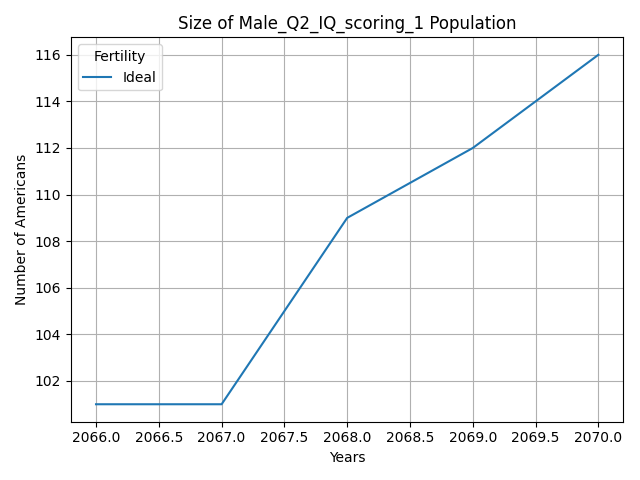 Size of Male_Q2_IQ_scoring_1 Population
Fertility
Ideal
Number of Americans
116
114
112
110
108
106
104
102
2066.0 2066.5 2067.0 2067.5 2068.0 2068.5 2069.0 2069.5 2070.0
Years